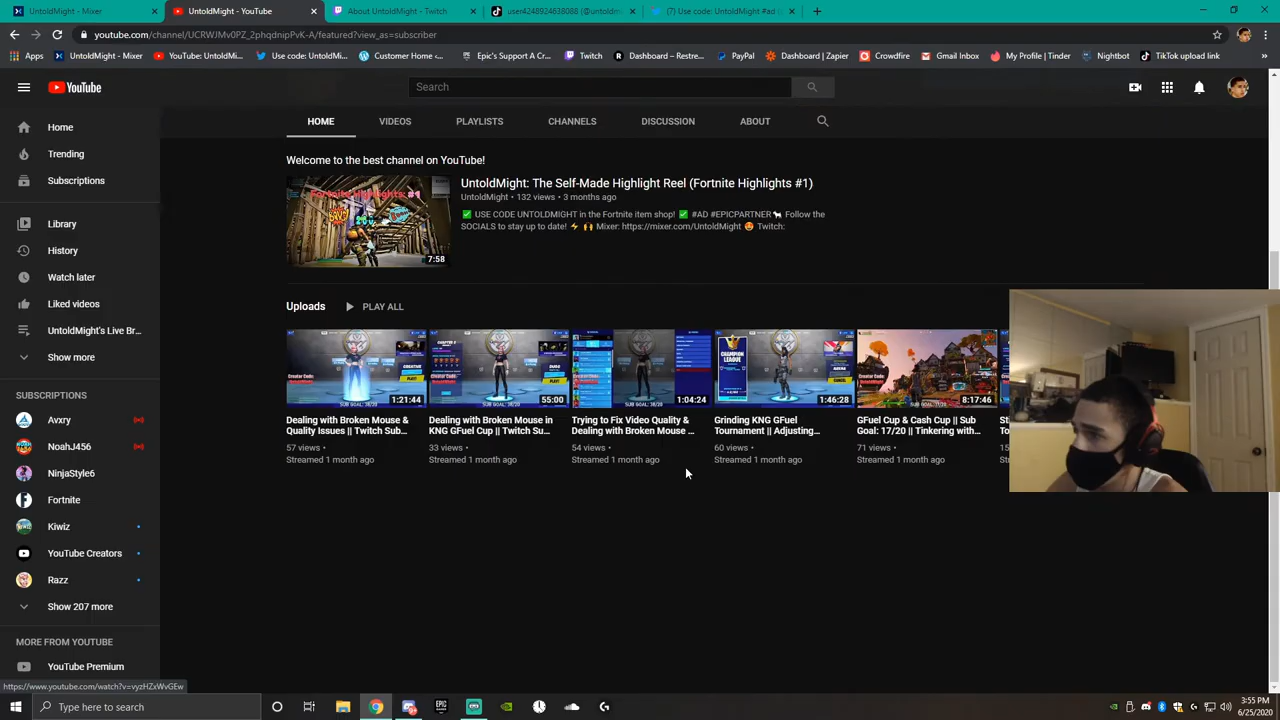 UntoldMight - Mixer
UntoldMight - YouTube
About UntoldMight - Twitch
user4248924638088 (@untoldmi
(7) Use code: UntoldMight #ad (
youtube.com/channel/UCRWJMv0PZ_2phqdnipPvK-A/featured?view_as=subscriber
Apps
UntoldMight - Mixer
YouTube: UntoldMi...
Use code: UntoldMi...
Customer Home <...
Epic's Support A Cr...
Twitch
Dashboard – Restre...
PayPal
Dashboard | Zapier
Crowdfire
Gmail Inbox
My Profile | Tinder
Nightbot
TikTok upload link
YouTube
Search
HOME
VIDEOS
PLAYLISTS
CHANNELS
DISCUSSION
ABOUT
Home
Trending
Subscriptions
Library
History
Watch later
Liked videos
UntoldMight's Live Br...
Show more
SUBSCRIPTIONS
Avxry
NoahJ456
NinjaStyle6
Fortnite
Kiwiz
YouTube Creators
Razz
Show 207 more
MORE FROM YOUTUBE
YouTube Premium
https://www.youtube.com/watch?v=vyzHZxWvGEw
Welcome to the best channel on YouTube!
Fortnite Highlights: #1
7:58
UntoldMight: The Self-Made Highlight Reel (Fortnite Highlights #1)
UntoldMight • 132 views • 3 months ago
✅ USE CODE UNTOLDMIGHT in the Fortnite item shop! ✅ #AD #EPICPARTNER🐄 Follow the
SOCIALS to stay up to date! ⚡ 🙌 Mixer: https://mixer.com/UntoldMight 😍 Twitch:
Uploads
PLAY ALL
1:21:44
Dealing with Broken Mouse &
Quality Issues || Twitch Sub...
57 views •
Streamed 1 month ago
55:00
Dealing with Broken Mouse in
KNG GFuel Cup || Twitch Su...
33 views •
Streamed 1 month ago
1:04:24
Trying to Fix Video Quality &
Dealing with Broken Mouse ...
54 views •
Streamed 1 month ago
CHAMPION
LEAGUE
1:46:28
Grinding KNG GFuel
Tournament || Adjusting...
60 views •
Streamed 1 month ago
8:17:46
GFuel Cup & Cash Cup || Sub
Goal: 17/20 || Tinkering with...
71 views •
Streamed 1 month ago
Type here to search
EPIC
3:55 PM
6/25/2020